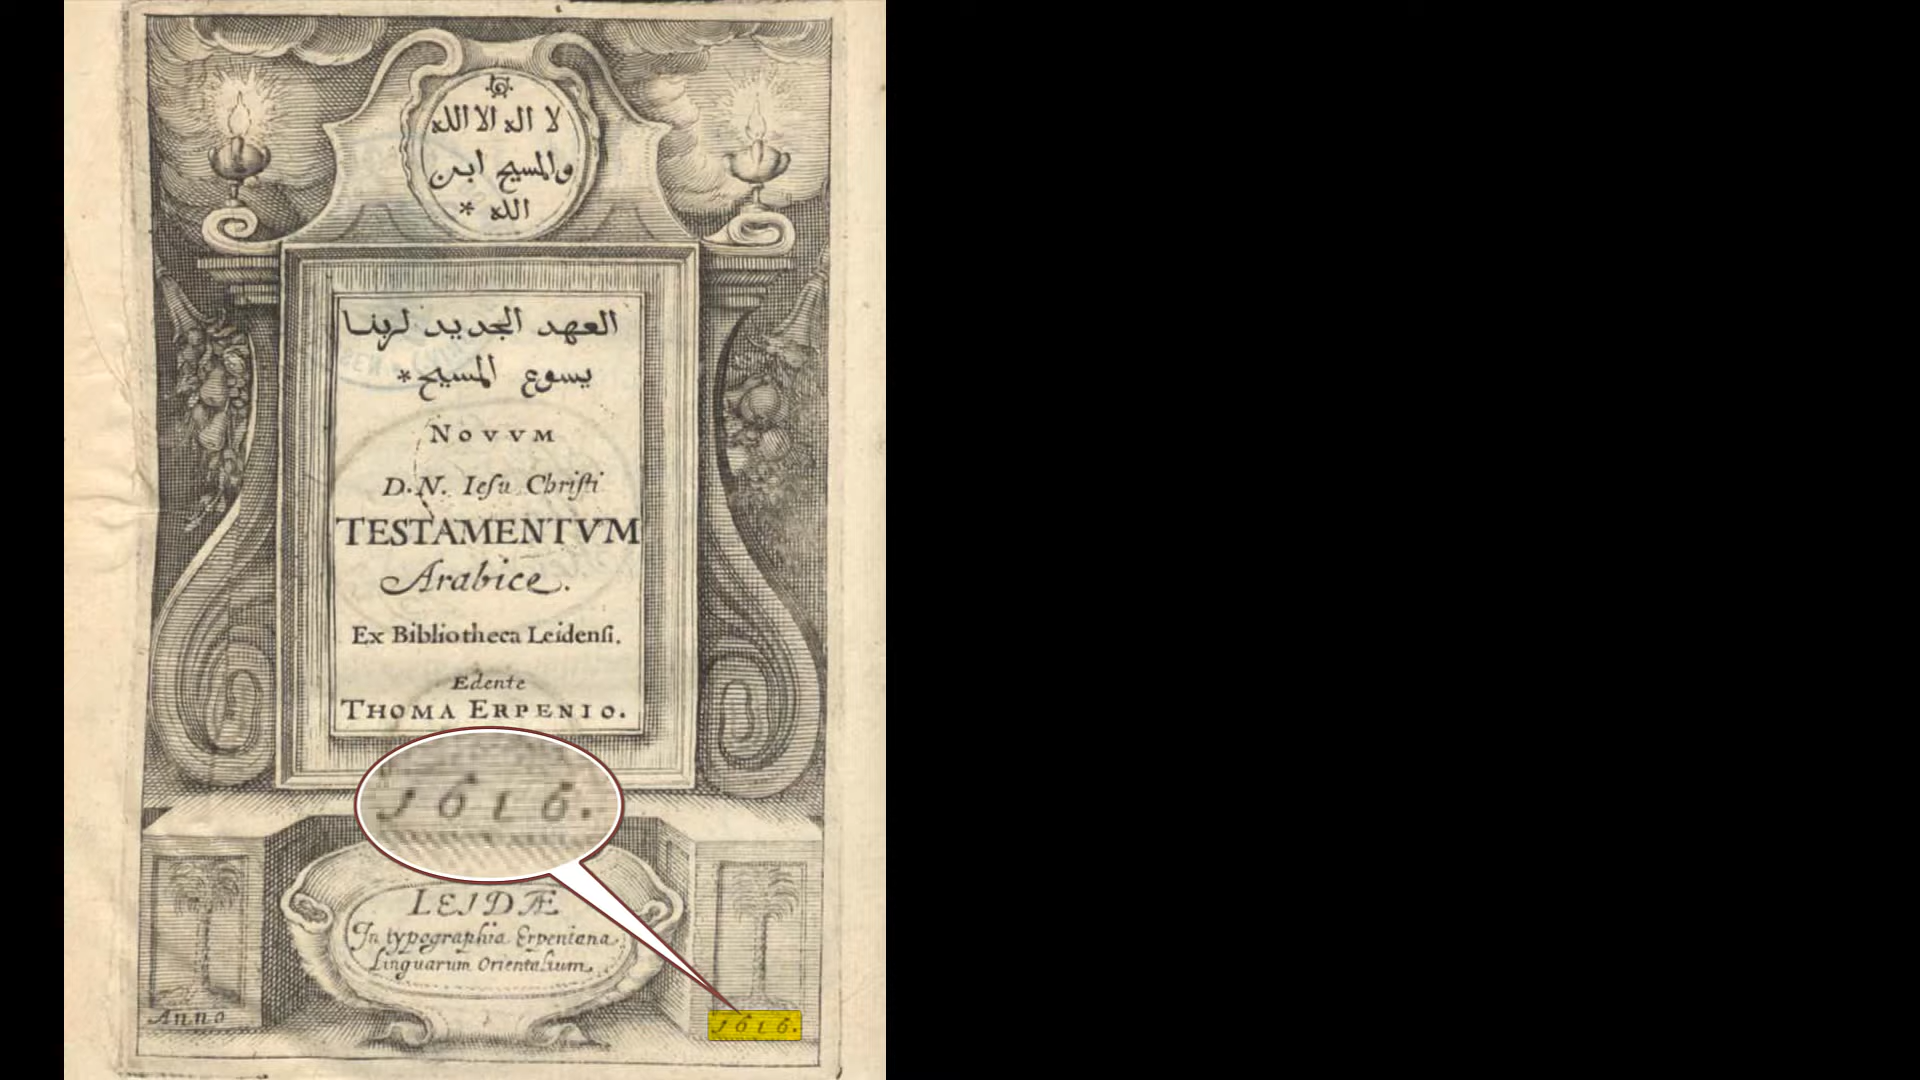 لا اله الا الله
والمسيح ابن
الله *
العهد الجديد لربنا
يسوع المسيح *
NOVVM
D. N. Iesu Christi
TESTAMENTVM
Arabice.
Ex Bibliotheca Leidensi.
Edente
THOMA ERPENIO.
1616.
LEIDÆ
In typographia Erpeniana
Linguarum Orientalium.
Anno
1616.